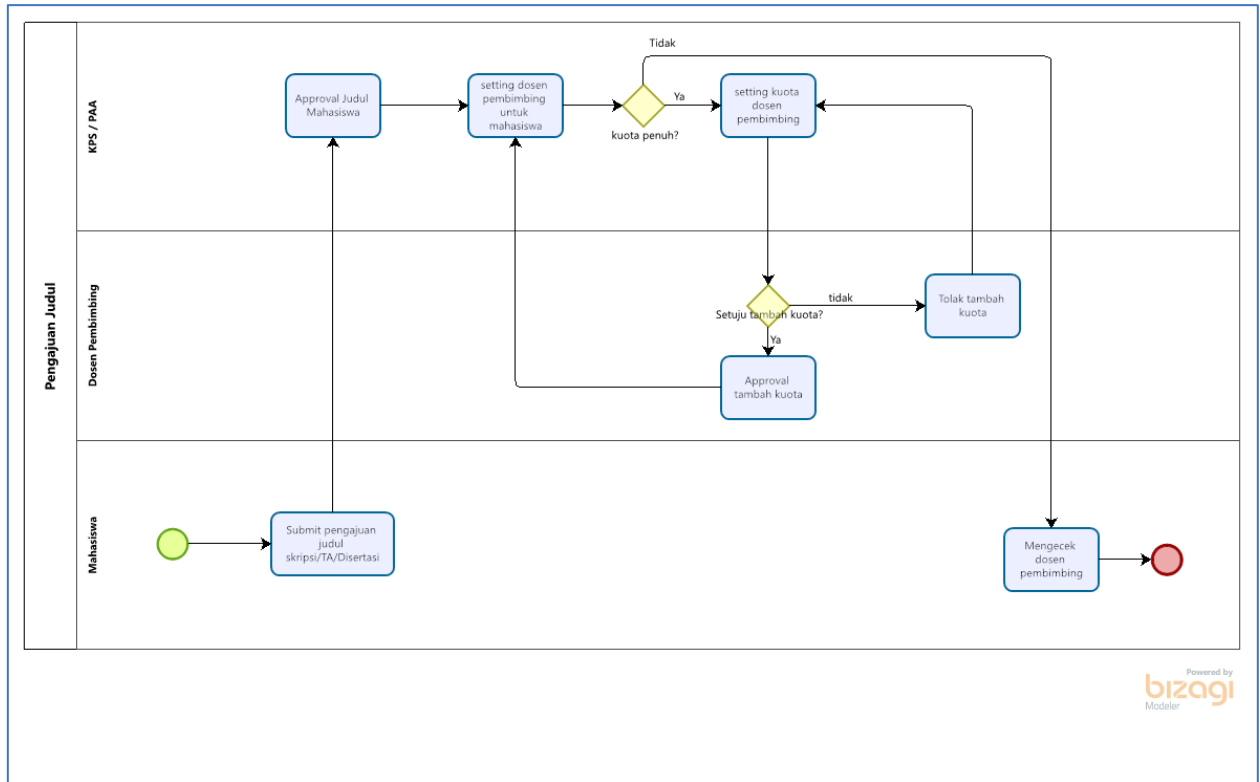 Pengajuan Judul
KPS / PAA
Approval Judul
Mahasiswa
setting dosen
pembimbing
untuk
mahasiswa
kuota penuh?
Tidak
Ya
setting kuota
dosen
pembimbing
Dosen Pembimbing
Setuju tambah kuota?
tidak
Tolak tambah
kuota
Ya
Approval
tambah kuota
Mahasiswa
Submit pengajuan
judul
skripsi/TA/Disertasi
Mengecek
dosen
pembimbing
Powered by
bizagi
Modeler